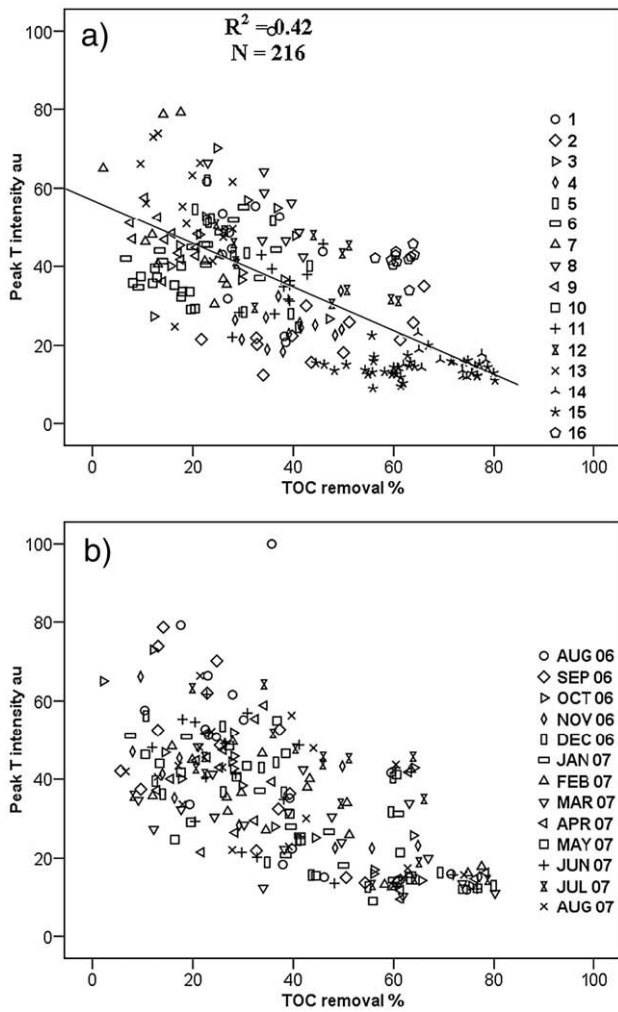 a)
R² = 0.42
N = 216
Peak T intensity au
100
80
60
40
20
0
0 20 40 60 80 100
TOC removal %
1
2
3
4
5
6
7
8
9
10
11
12
13
14
15
16
b)
Peak T intensity au
100
80
60
40
20
0
0 20 40 60 80 100
TOC removal %
AUG 06
SEP 06
OCT 06
NOV 06
DEC 06
JAN 07
FEB 07
MAR 07
APR 07
MAY 07
JUN 07
JUL 07
AUG 07